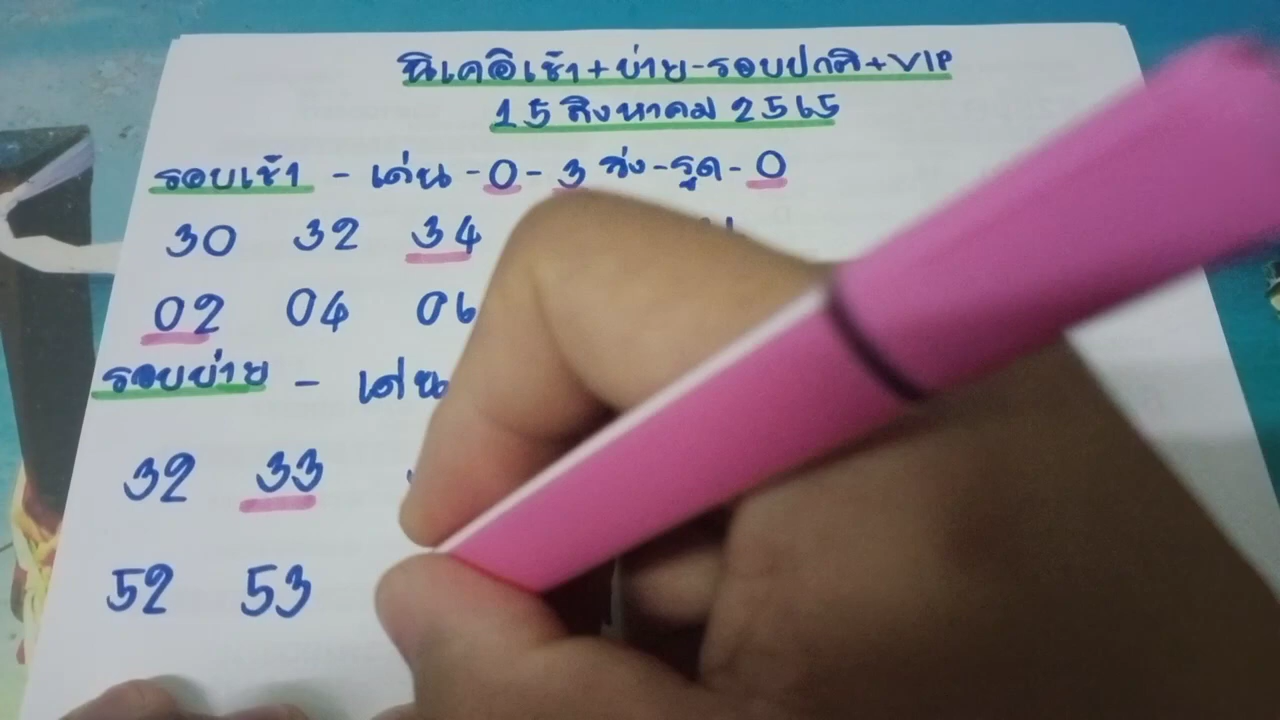 นิเคอิเช้า+บ่าย-รอบปกติ+VIP
15 สิงหาคม 2565
รอบเช้า - เด่น -0- 3 วิ่ง-รูด- 0
30 32 34
02 04 06
รอบบ่าย - เด่น
32 33
52 53